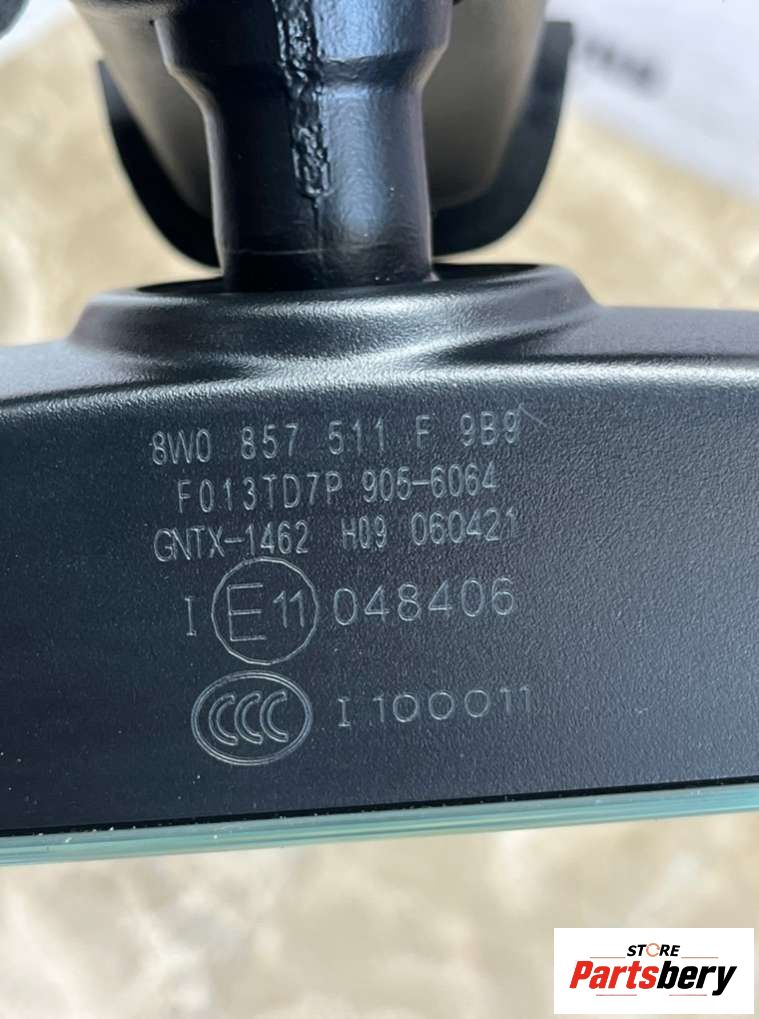 8W0 857 511 F 9B9
F013TD7P 905-6064
GNTX-1462 H09 060421
I E11 048406
CCC I 100011
STORE
Partsbery